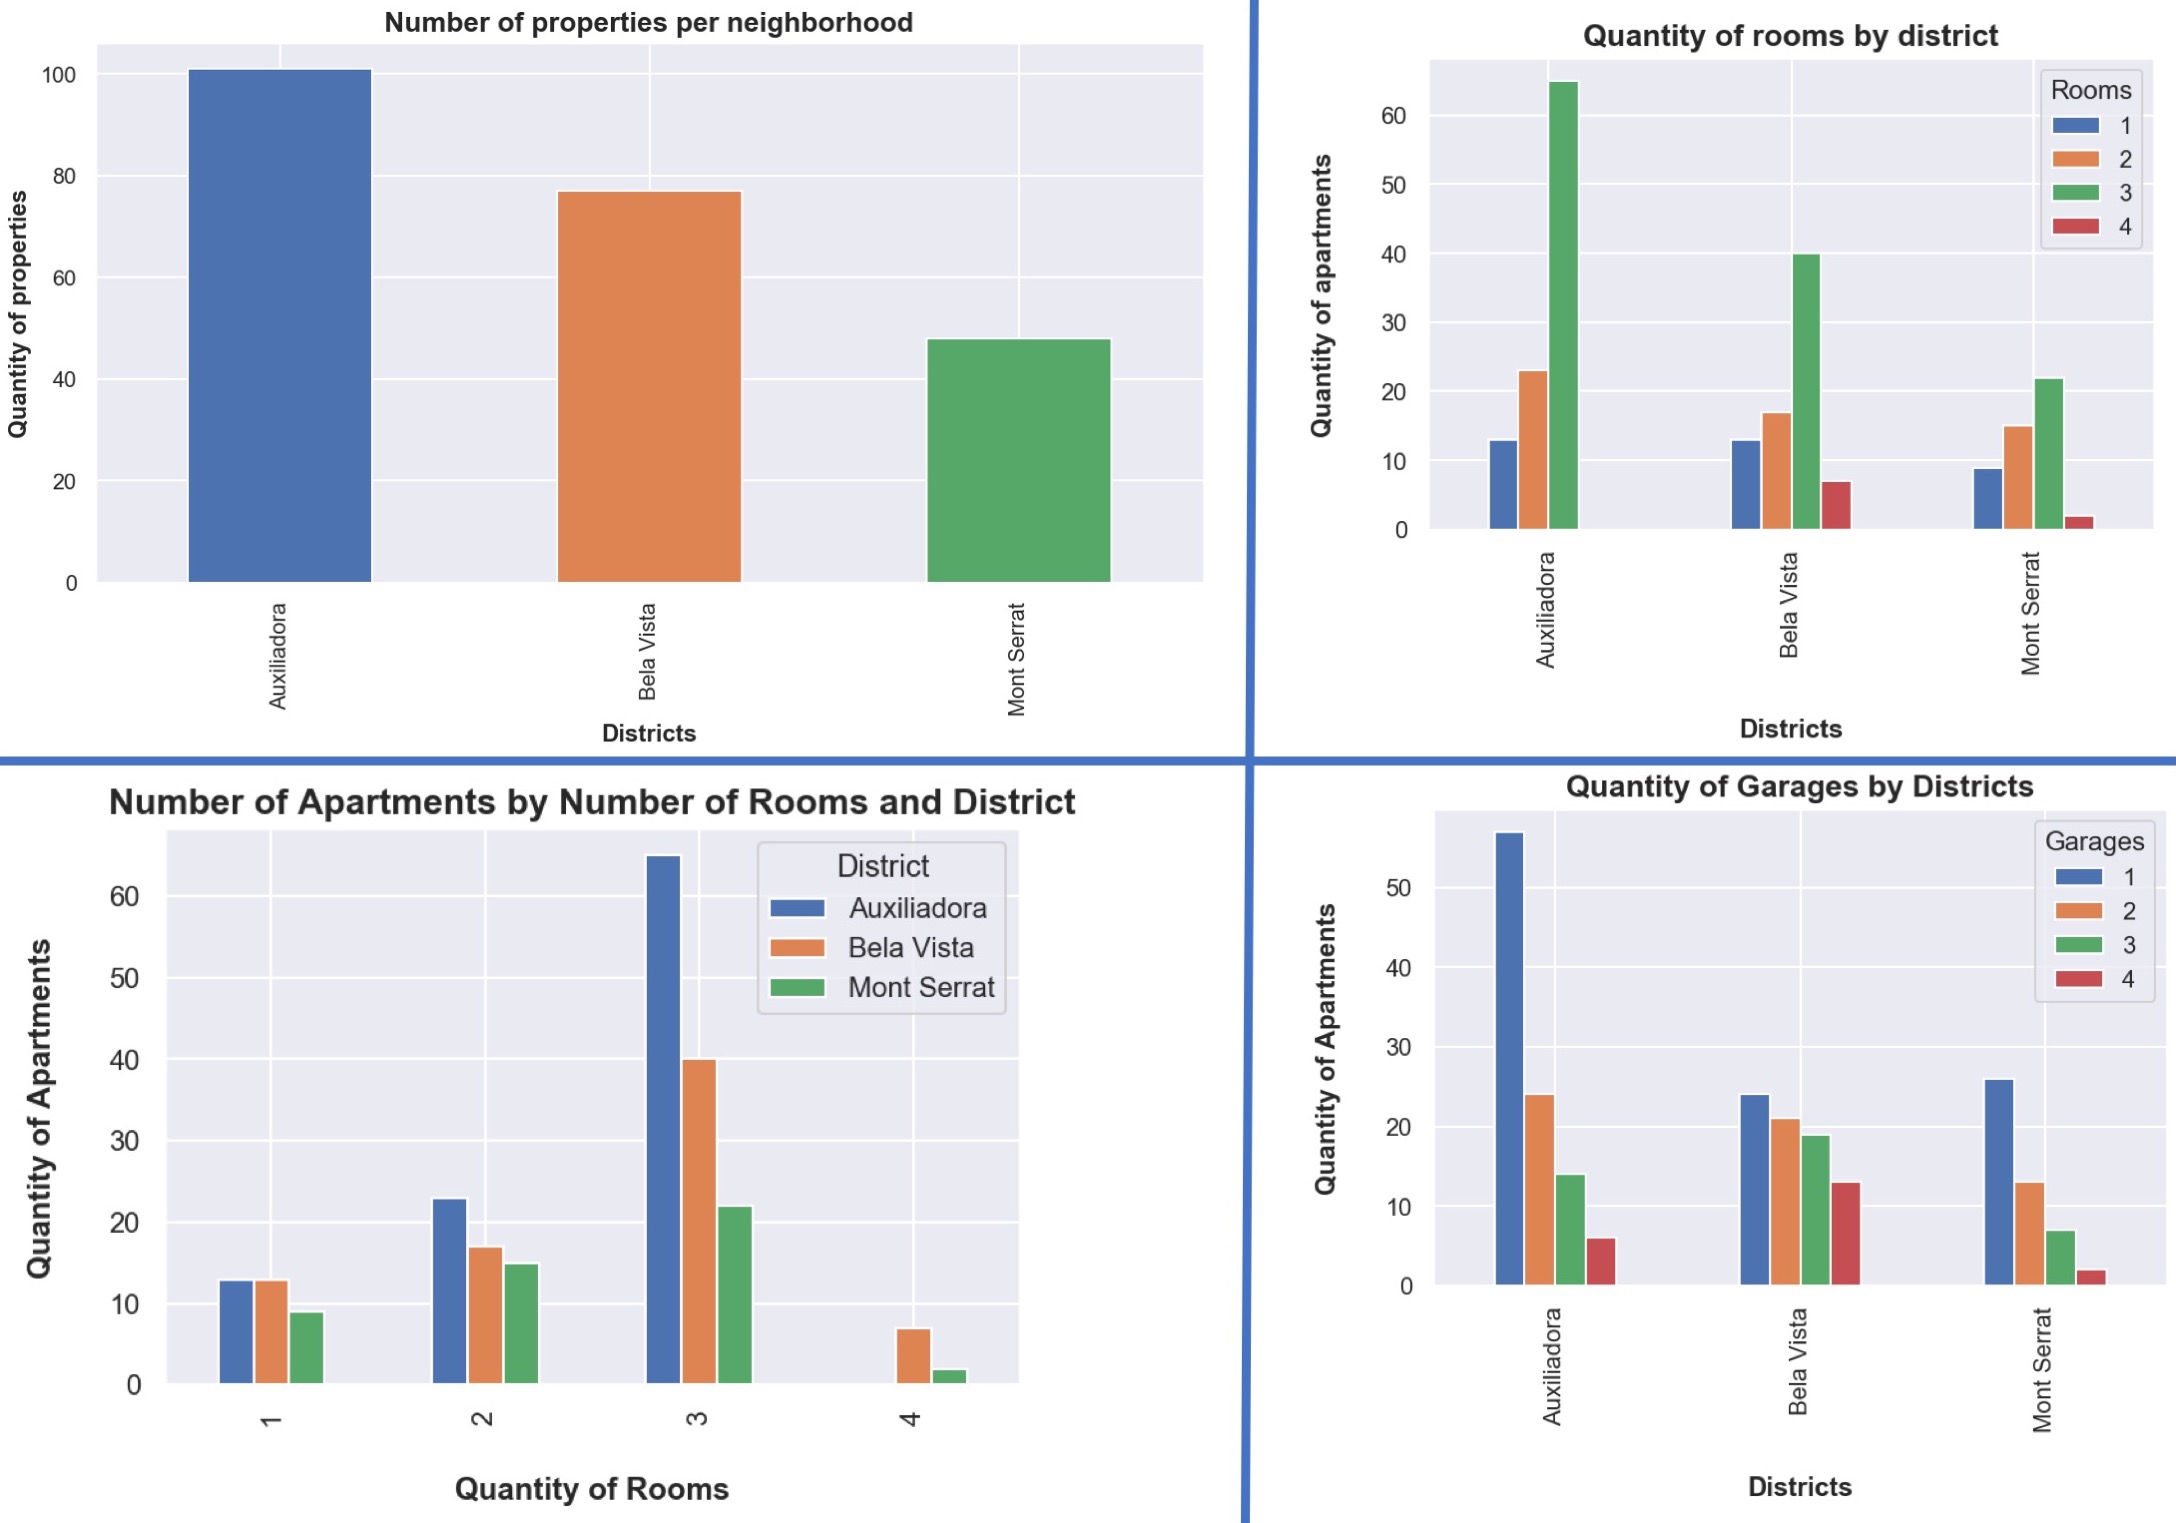 Number of properties per neighborhood
Quantity of properties
100
80
60
40
20
0
Auxiliadora
Bela Vista
Mont Serrat
Districts
Quantity of rooms by district
Quantity of apartments
60
50
40
30
20
10
0
Rooms
1
2
3
4
Auxiliadora
Bela Vista
Mont Serrat
Districts
Number of Apartments by Number of Rooms and District
Quantity of Apartments
60
50
40
30
20
10
0
District
Auxiliadora
Bela Vista
Mont Serrat
1
2
3
4
Quantity of Rooms
Quantity of Garages by Districts
Quantity of Apartments
50
40
30
20
10
0
Garages
1
2
3
4
Auxiliadora
Bela Vista
Mont Serrat
Districts